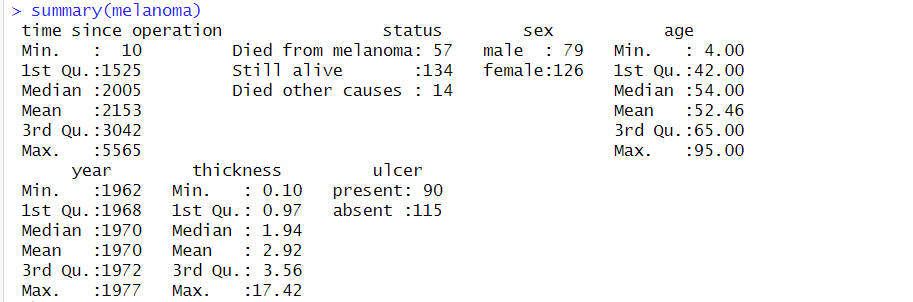 > summary(melanoma)
time since operation                status        sex           age
Min.   :  10         Died from melanoma: 57   male  : 79   Min.   : 4.00
1st Qu.:1525         Still alive       :134   female:126   1st Qu.:42.00
Median :2005         Died other causes : 14                Median :54.00
Mean   :2153                                               Mean   :52.46
3rd Qu.:3042                                               3rd Qu.:65.00
Max.   :5565                                               Max.   :95.00
     year        thickness         ulcer
Min.   :1962   Min.   : 0.10   present: 90
1st Qu.:1968   1st Qu.: 0.97   absent :115
Median :1970   Median : 1.94
Mean   :1970   Mean   : 2.92
3rd Qu.:1972   3rd Qu.: 3.56
Max.   :1977   Max.   :17.42